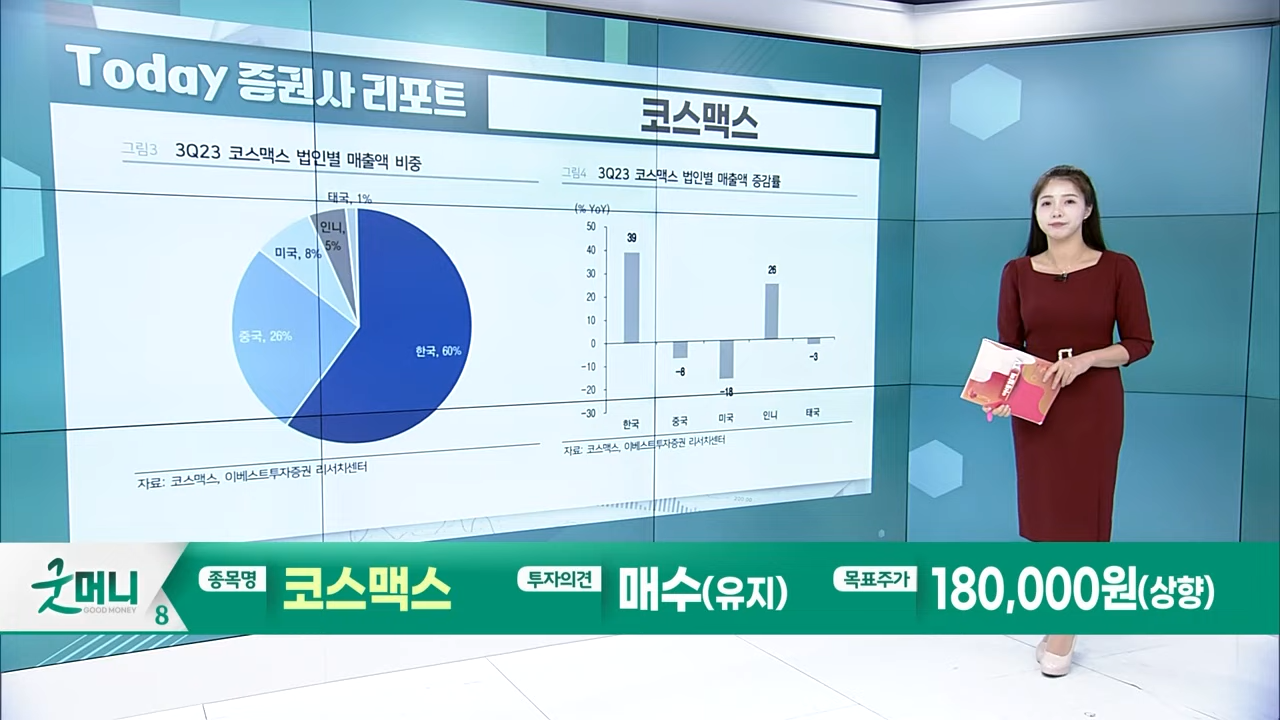 Today 증권사 리포트
코스맥스
그림3 3Q23 코스맥스 법인별 매출액 비중
태국, 1%
인니, 5%
미국, 8%
중국, 26%
한국, 60%
자료: 코스맥스, 이베스트투자증권 리서치센터
그림4 3Q23 코스맥스 법인별 매출액 증감률
(% YoY)
50
40
30
20
10
0
-10
-20
-30
39
-6
-18
26
-3
한국 중국 미국 인니 태국
자료: 코스맥스, 이베스트투자증권 리서치센터
굿머니
GOOD MONEY
8
종목명 코스맥스 투자의견 매수(유지) 목표주가 180,000원(상향)